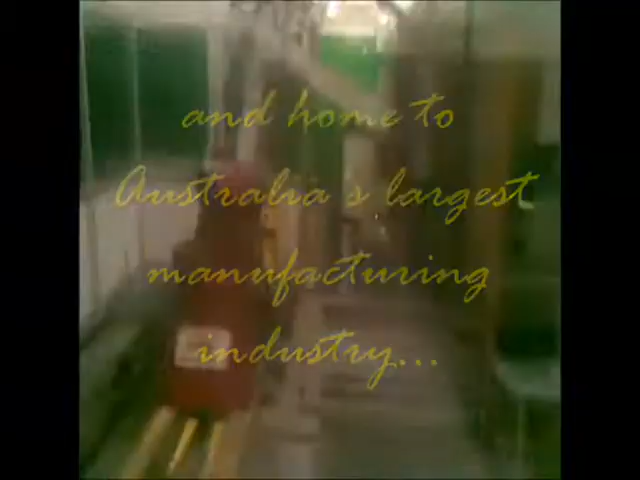 and home to
Australia s largest
manufacturing
industry...